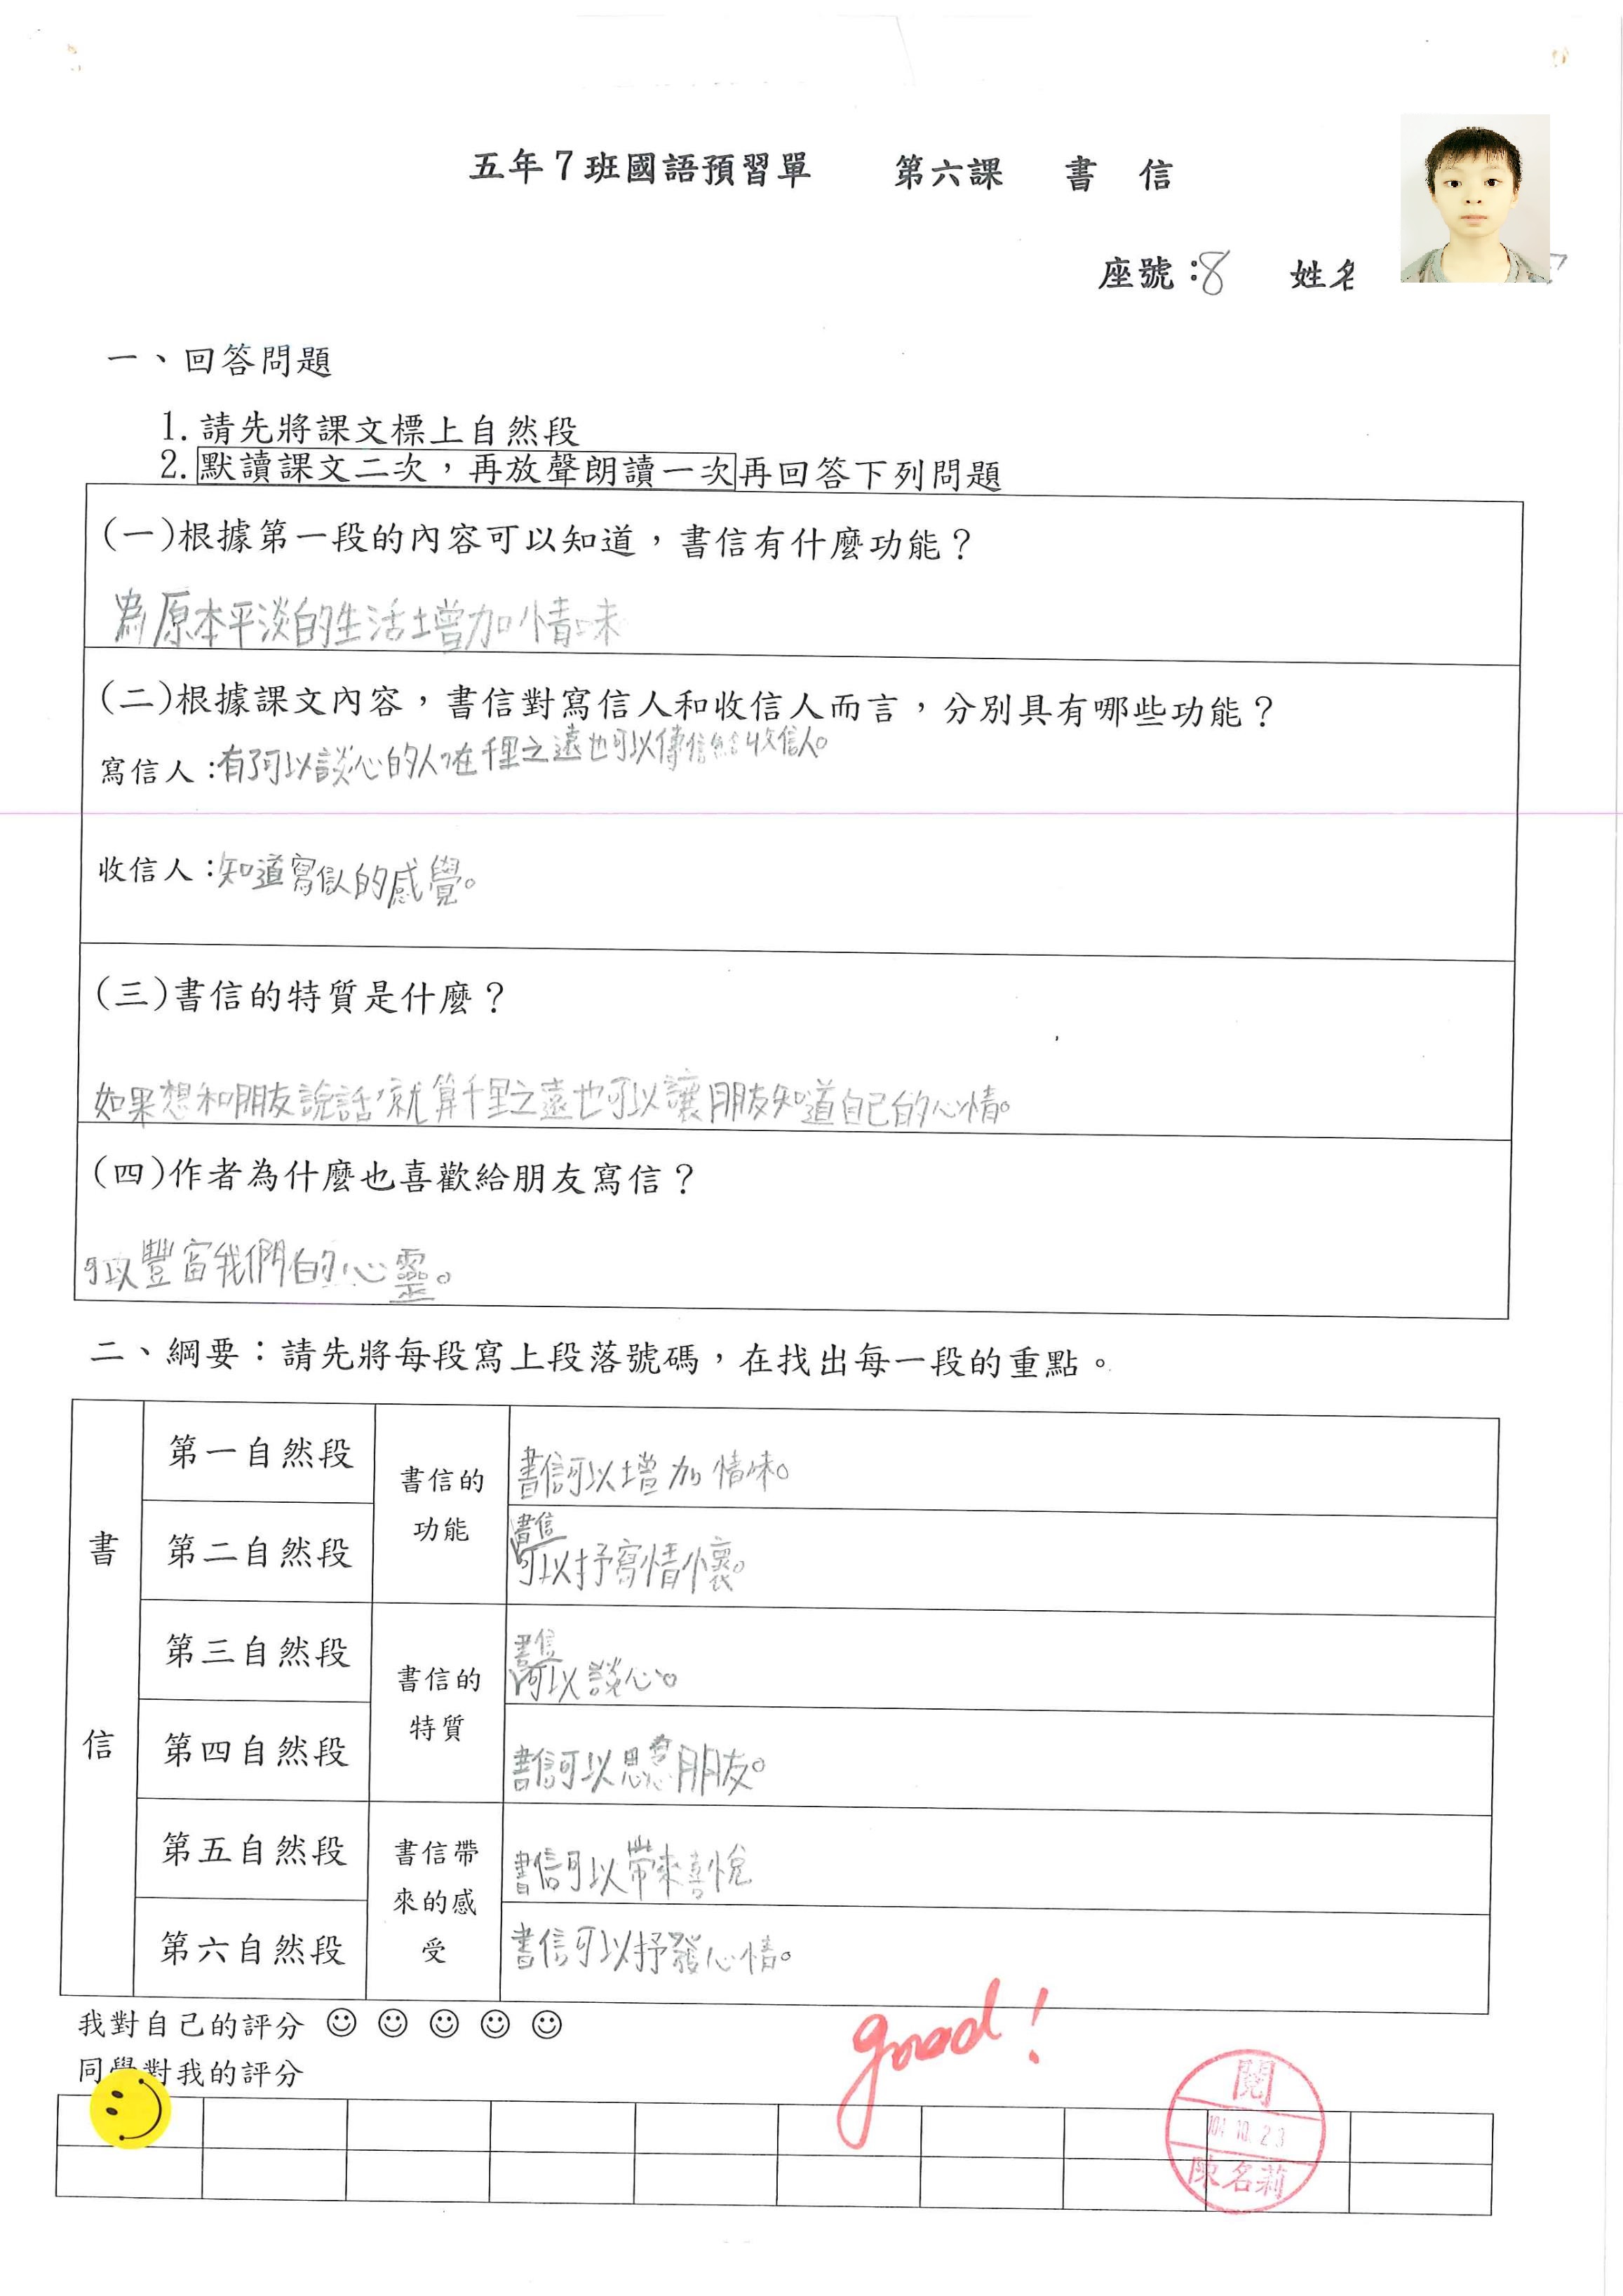 五年7班國語預習單 第六課 書信
座號:8 姓名
一、回答問題
1.請先將課文標上自然段
2.默讀課文二次，再放聲朗讀一次再回答下列問題
(一)根據第一段的內容可以知道，書信有什麼功能？
為原本平淡的生活增加情味
(二)根據課文內容，書信對寫信人和收信人而言，分別具有哪些功能？
寫信人:有可以談心的人,在千里之遠也可以傳信給收信人。
收信人:知道寫信人的感覺。
(三)書信的特質是什麼？
如果想和朋友說話,就算千里之遠也可以讓朋友知道自己的心情。
(四)作者為什麼也喜歡給朋友寫信？
可以豐富我們的心靈。
二、綱要：請先將每段寫上段落號碼，在找出每一段的重點。
書信
第一自然段 書信的功能 書信可以增加情味。
第二自然段 書信可以抒寫情懷。
第三自然段 書信的特質 書信可以談心。
第四自然段 書信可以思念朋友。
第五自然段 書信帶來的感受 書信可以帶來喜悅
第六自然段 書信可以抒發心情。
我對自己的評分 ☺ ☺ ☺ ☺ ☺
同學對我的評分
good!
閱
104.10.23
陳名莉